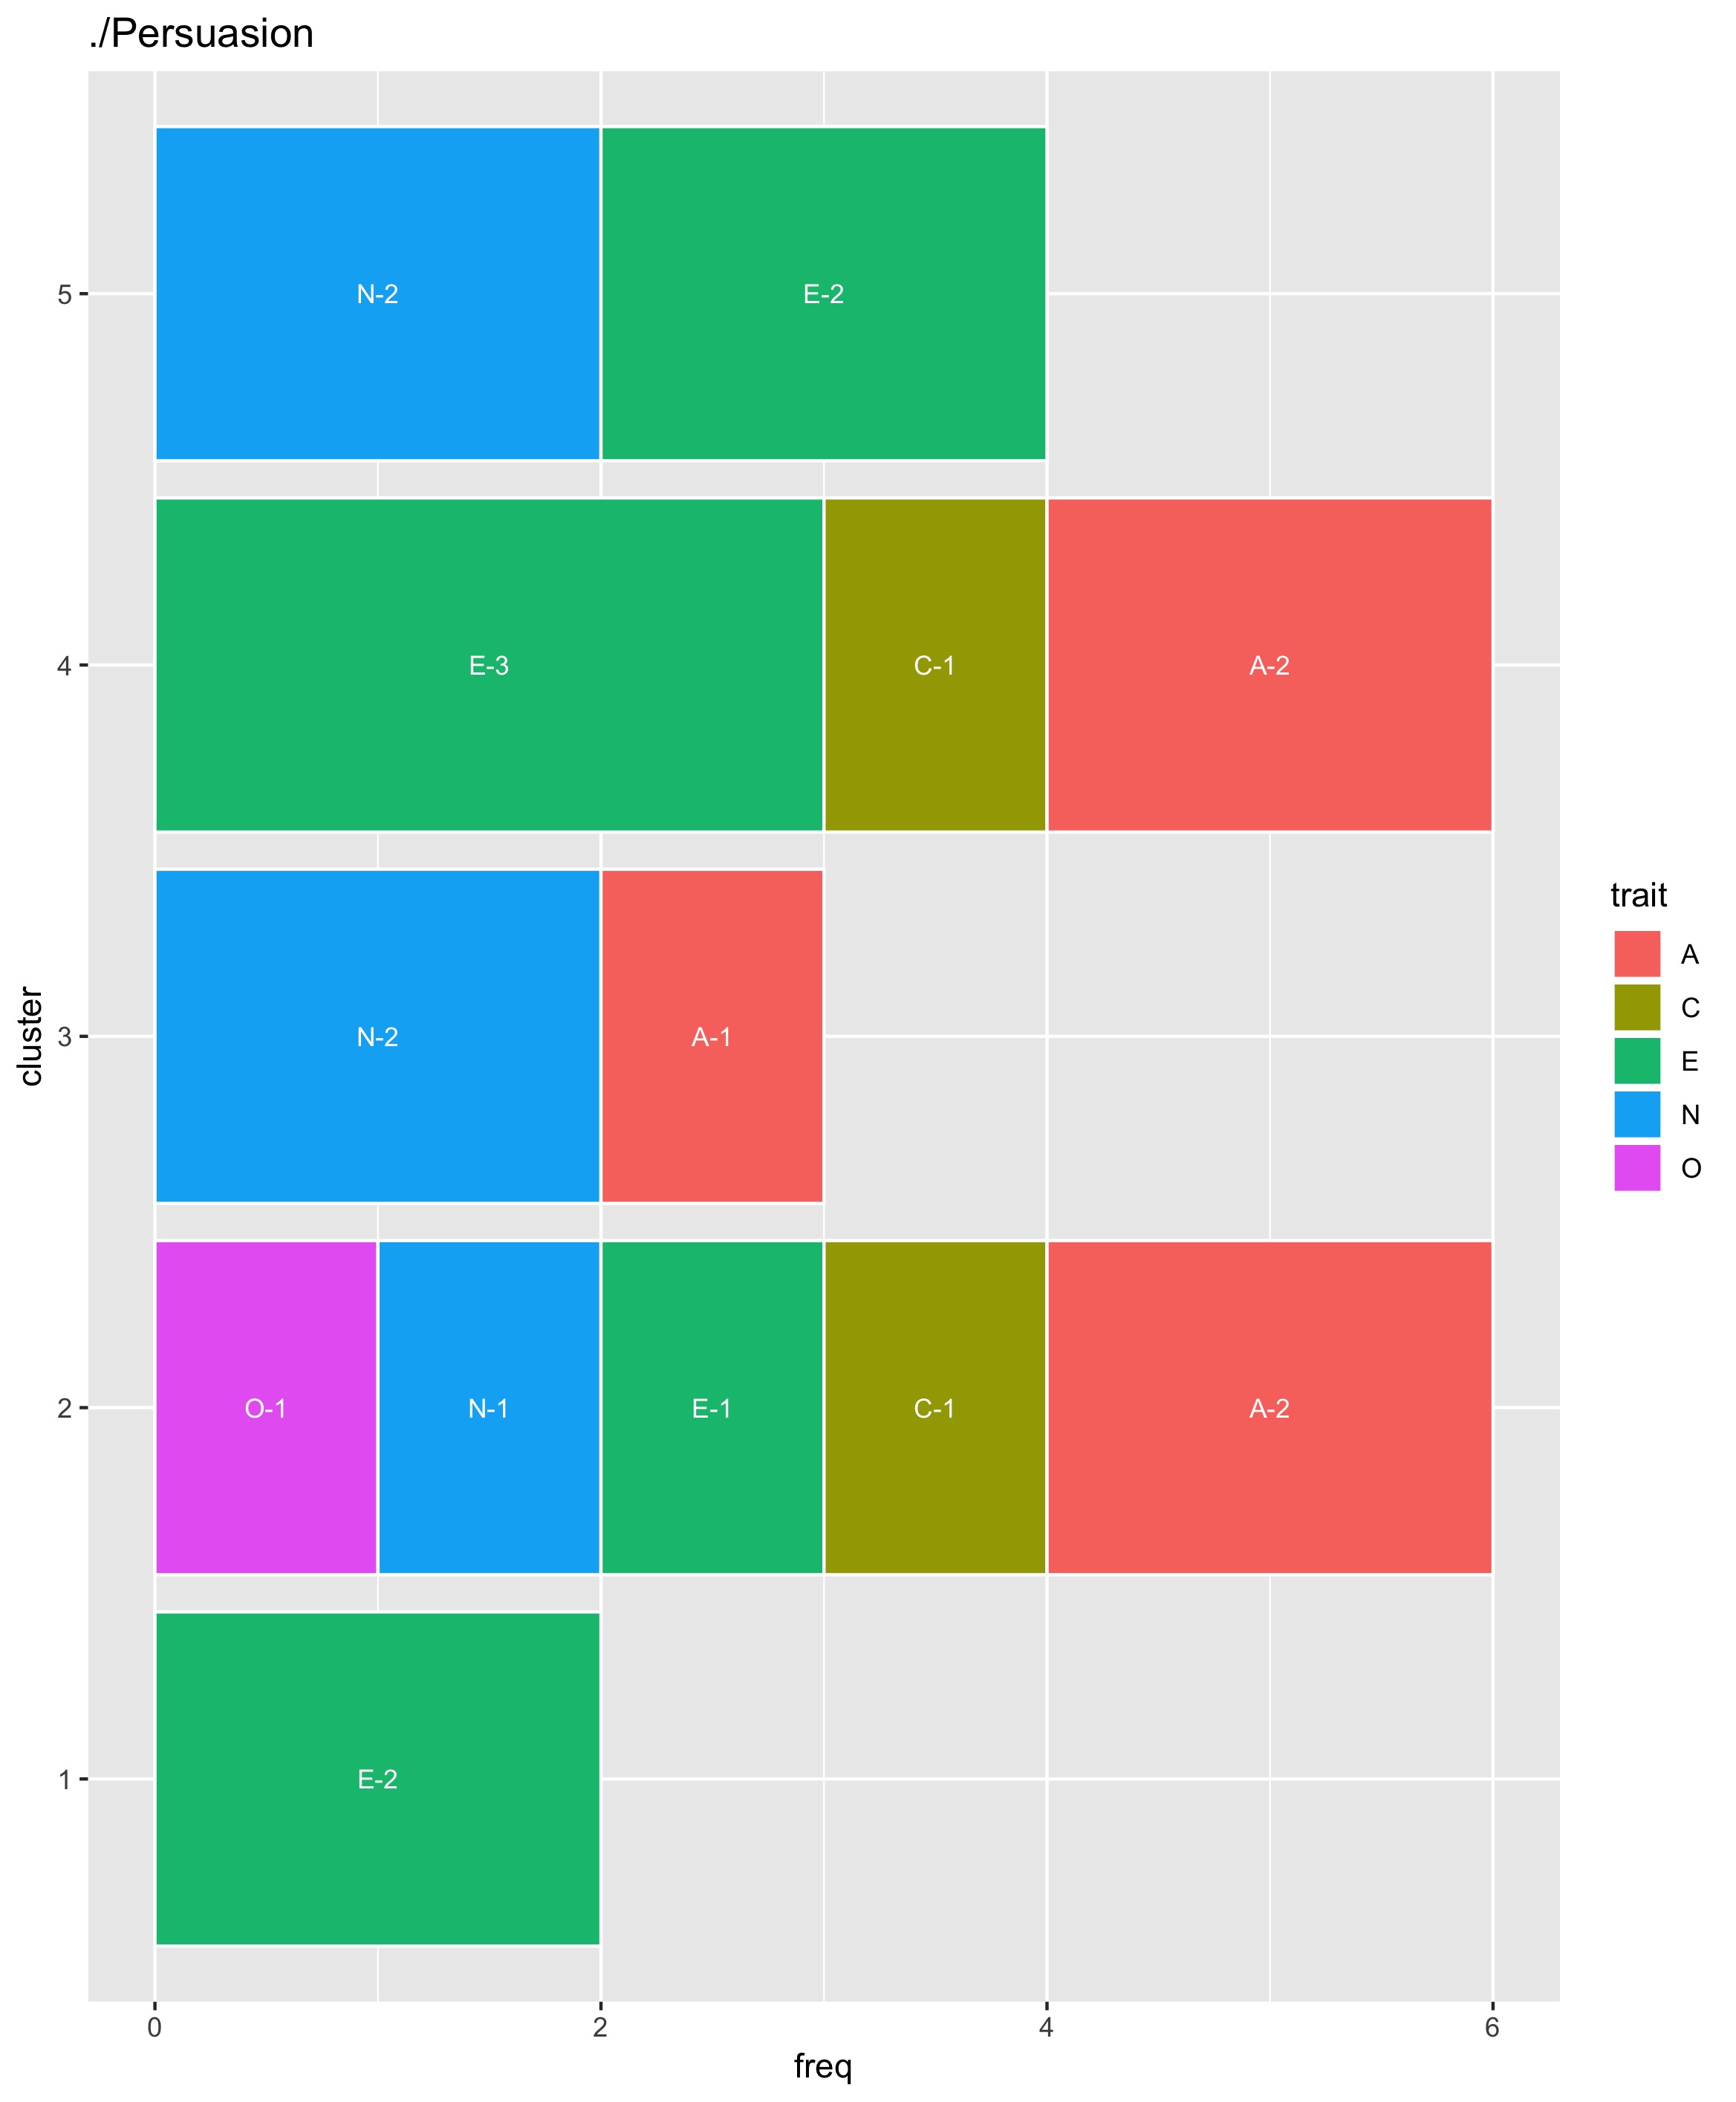 ./Persuasion
5
N-2
E-2
4
E-3
C-1
A-2
3
N-2
A-1
2
O-1
N-1
E-1
C-1
A-2
1
E-2
0
2
4
6
freq
cluster
trait
A
C
E
N
O